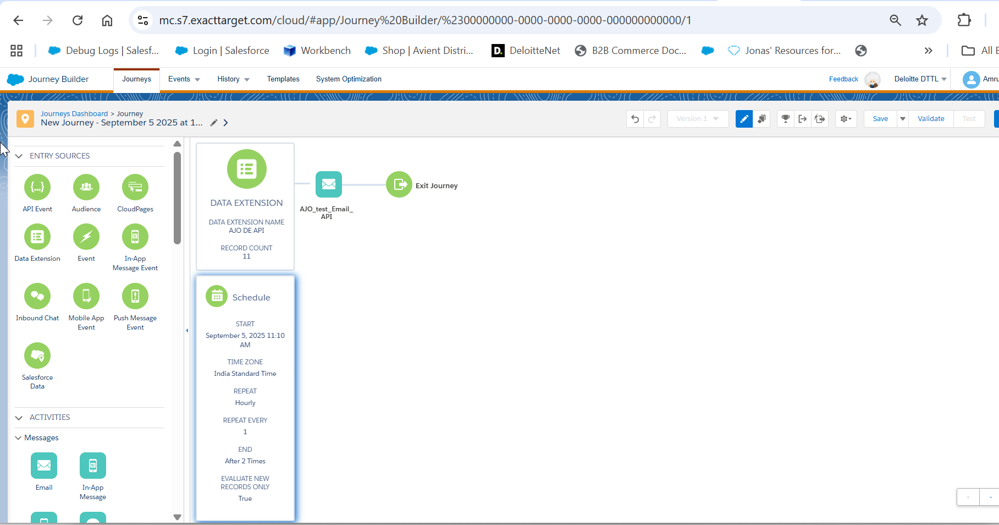 mc.s7.exacttarget.com/cloud/#app/Journey%20Builder/%2300000000-0000-0000-0000-000000000000/1
Debug Logs | Salesf...
Login | Salesforce
Workbench
Shop | Avient Distri...
D.
DeloitteNet
B2B Commerce Doc...
Jonas' Resources for...
»
All B
Journey Builder
Journeys
Events
History
Templates
System Optimization
Feedback
Deloitte DTTL
Amru
Journeys Dashboard > Journey
New Journey - September 5 2025 at 1...
Version 1
Save
Validate
Test
ENTRY SOURCES
API Event
Audience
CloudPages
Data Extension
Event
In-App
Message Event
Inbound Chat
Mobile App
Event
Push Message
Event
Salesforce
Data
ACTIVITIES
Messages
Email
In-App
Message
DATA EXTENSION
DATA EXTENSION NAME
AJO DE API
RECORD COUNT
11
AJO_test_Email_
API
Exit Journey
Schedule
START
September 5, 2025 11:10
AM
TIME ZONE
India Standard Time
REPEAT
Hourly
REPEAT EVERY
1
END
After 2 Times
EVALUATE NEW
RECORDS ONLY
True
+
-